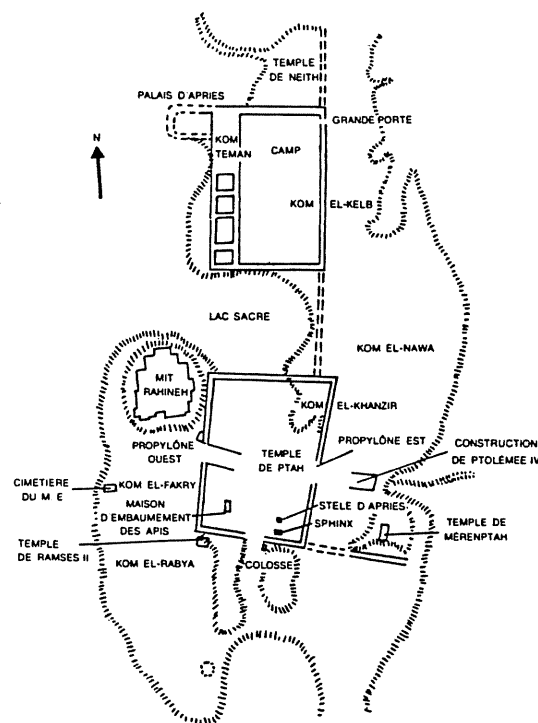 TEMPLE
DE NEITH
PALAIS D'APRIES
GRANDE PORTE
N
KOM
TEMAN
CAMP
KOM EL-KELB
LAC SACRE
KOM EL-NAWA
MIT
RAHINEH
KOM EL-KHANZIR
PROPYLÔNE
OUEST
TEMPLE
DE PTAH
PROPYLÔNE EST
CONSTRUCTION
DE PTOLÉMÉE IV
CIMETIERE
DU M E
KOM EL-FAKRY
MAISON
D'EMBAUMEMENT
DES APIS
STELE D APRIES
SPHINX
TEMPLE DE
MÉRENPTAH
TEMPLE
DE RAMSES II
KOM EL-RABYA
COLOSSE